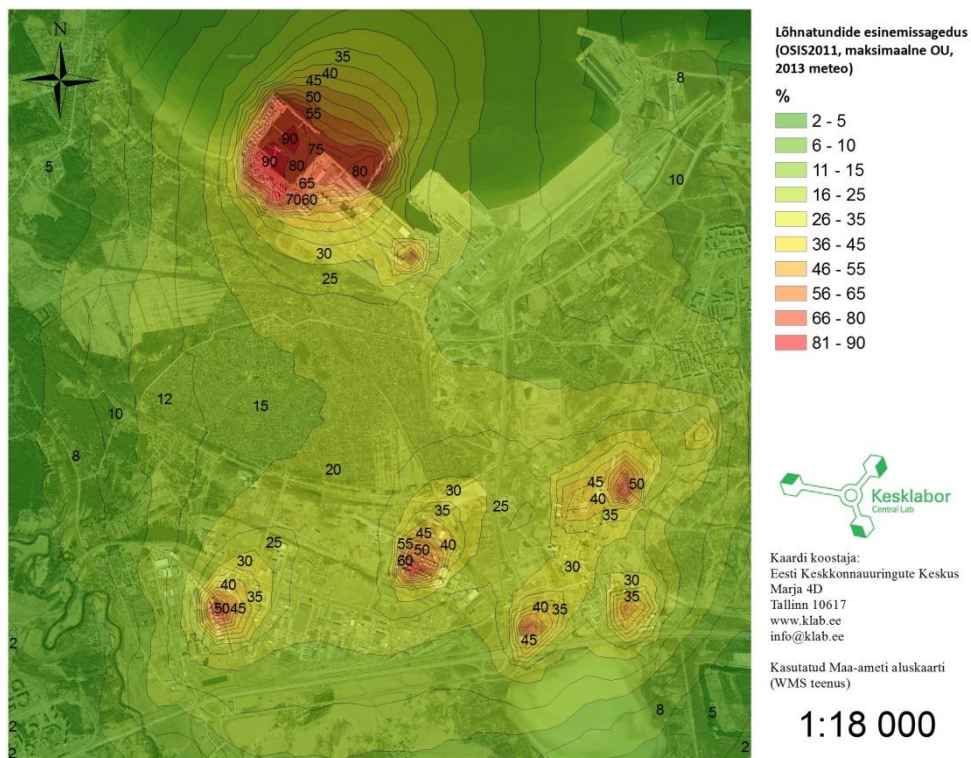 N
35
40
45
50
55
90
75
90
80
80
65
70
60
30
25
8
10
5
12
15
10
8
20
30
35
45
55
50
40
60
25
45
50
40
35
25
30
40
35
50
45
30
30
40
35
35
45
2
2
2
8
5
2
Lõhnatundide esinemissagedus
(OSIS2011, maksimaalne OU,
2013 meteo)
%
2 - 5
6 - 10
11 - 15
16 - 25
26 - 35
36 - 45
46 - 55
56 - 65
66 - 80
81 - 90
Kesklabor
Central Lab
Kaardi koostaja:
Eesti Keskkonnauuringute Keskus
Marja 4D
Tallinn 10617
www.klab.ee
info@klab.ee
Kasutatud Maa-ameti aluskaarti
(WMS teenus)
1:18 000